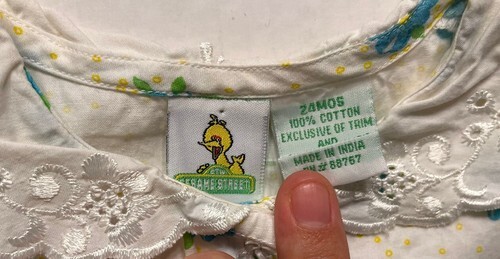 SESAME STREET
24MOS
100% COTTON
EXCLUSIVE OF TRIM
AND
MADE IN INDIA
88767